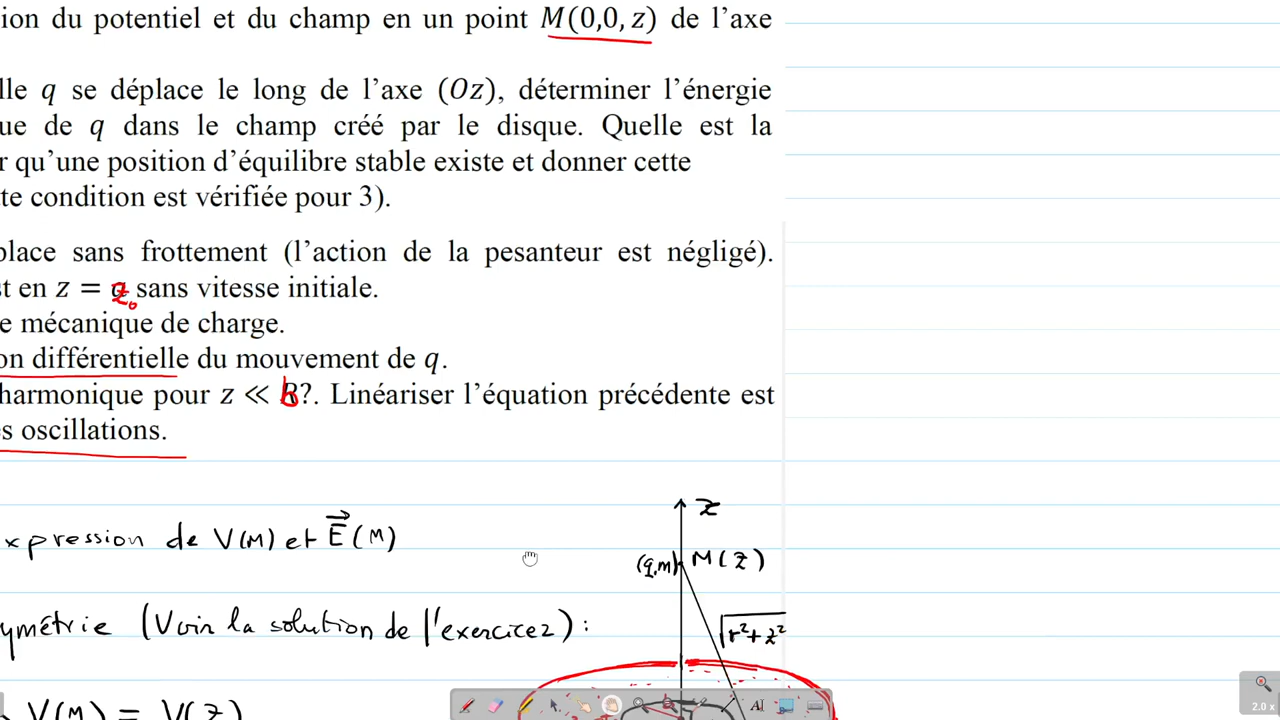 ion du potentiel et du champ en un point M(0,0, z) de l'axe
lle q se déplace le long de l'axe (Oz), déterminer l'énergie
ue de q dans le champ créé par le disque. Quelle est la
r qu'une position d'équilibre stable existe et donner cette
te condition est vérifiée pour 3).
place sans frottement (l'action de la pesanteur est négligé).
st en z = z₀ sans vitesse initiale.
e mécanique de charge.
on différentielle du mouvement de q.
harmonique pour z ≪ b?. Linéariser l'équation précédente est
es oscillations.
z
xpression de V(M) et E⃗(M)
(q,m) M(z)
ymétrie (Voir la solution de l'exercice2) :
√r²+z²
V(M) = V(z)
AI
2.0 x